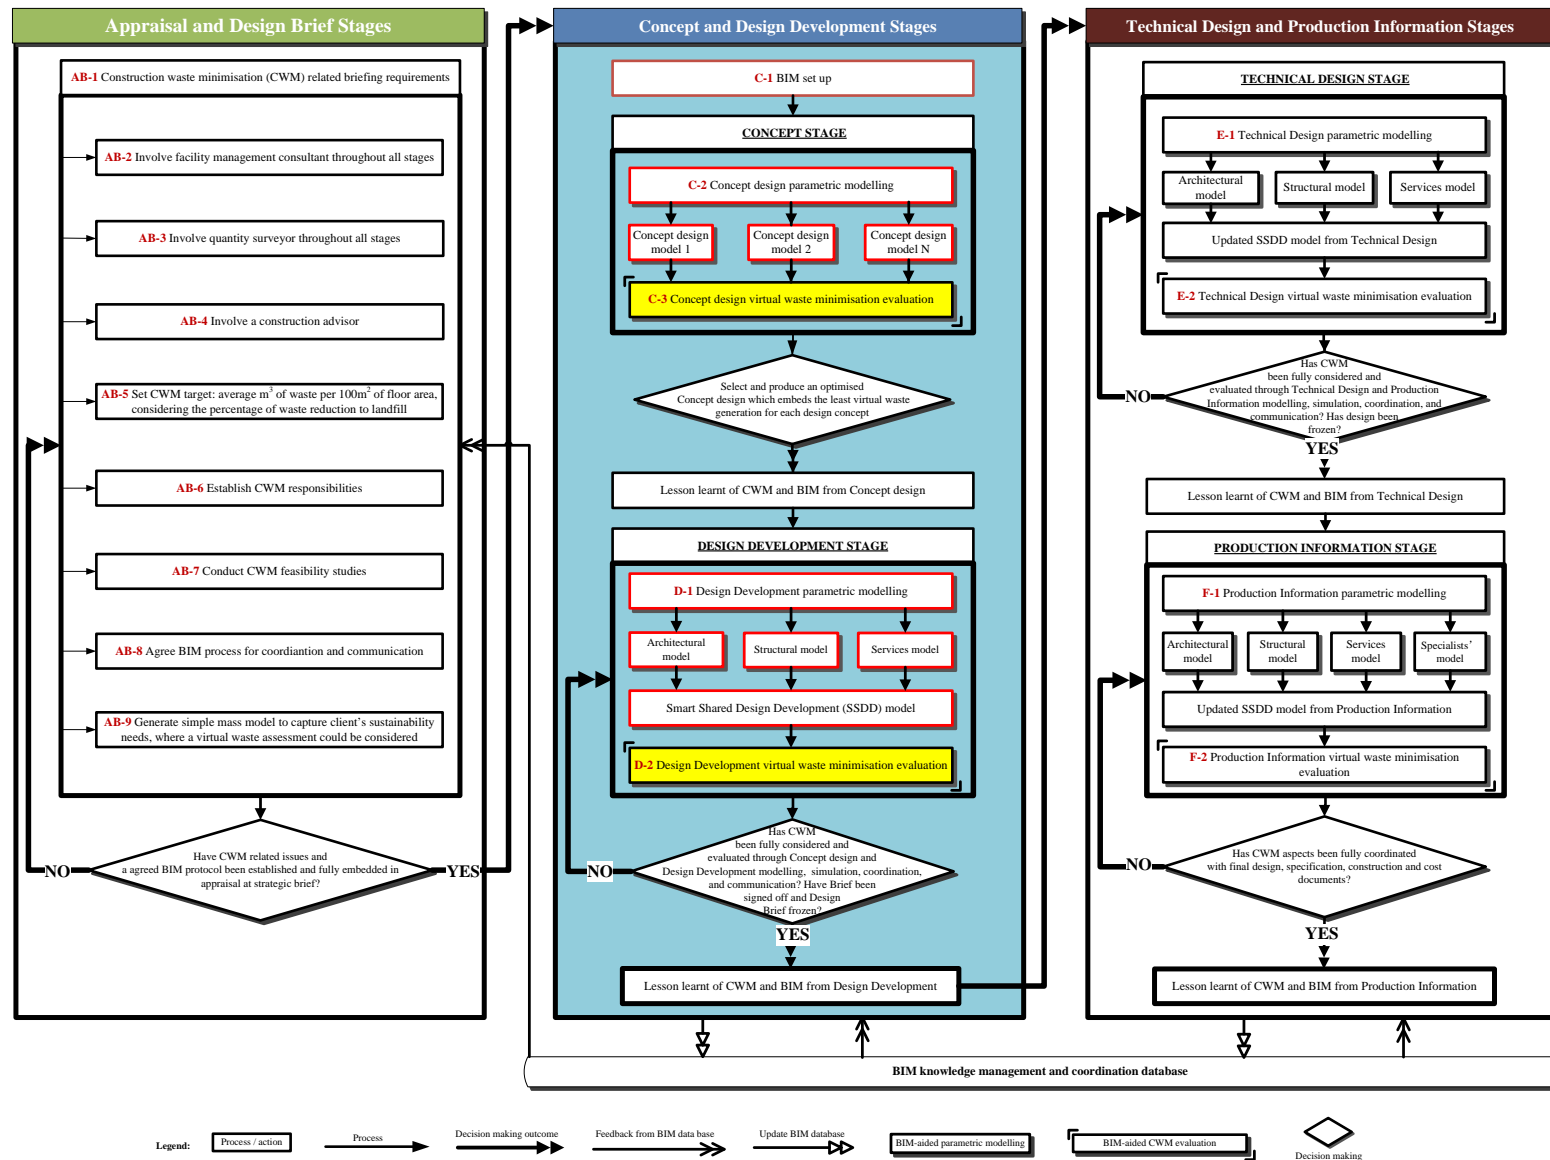 Appraisal and Design Brief Stages
AB-1 Construction waste minimisation (CWM) related briefing requirements
AB-2 Involve facility management consultant throughout all stages
AB-3 Involve quantity surveyor throughout all stages
AB-4 Involve a construction advisor
AB-5 Set CWM target: average m³ of waste per 100m² of floor area,
considering the percentage of waste reduction to landfill
AB-6 Establish CWM responsibilities
AB-7 Conduct CWM feasibility studies
AB-8 Agree BIM process for coordiantion and communication
AB-9 Generate simple mass model to capture client's sustainability
needs, where a virtual waste assessment could be considered
Have CWM related issues and
a agreed BIM protocol been established and fully embedded in
appraisal at strategic brief?
NO
YES
Concept and Design Development Stages
C-1 BIM set up
CONCEPT STAGE
C-2 Concept design parametric modelling
Concept design
model 1
Concept design
model 2
Concept design
model N
C-3 Concept design virtual waste minimisation evaluation
Select and produce an optimised
Concept design which embeds the least virtual waste
generation for each design concept
Lesson learnt of CWM and BIM from Concept design
DESIGN DEVELOPMENT STAGE
D-1 Design Development parametric modelling
Architectural
model
Structural model
Services model
Smart Shared Design Development (SSDD) model
D-2 Design Development virtual waste minimisation evaluation
Has CWM
been fully considered and
evaluated through Concept design and
Design Development modelling, simulation, coordination,
and communication? Have Brief been
signed off and Design
Brief frozen?
NO
YES
Lesson learnt of CWM and BIM from Design Development
Technical Design and Production Information Stages
TECHNICAL DESIGN STAGE
E-1 Technical Design parametric modelling
Architectural
model
Structural model
Services model
Updated SSDD model from Technical Design
E-2 Technical Design virtual waste minimisation evaluation
Has CWM
been fully considered and
evaluated through Technical Design and Production
Information modelling, simulation, coordination, and
communication? Has design been
frozen?
NO
YES
Lesson learnt of CWM and BIM from Technical Design
PRODUCTION INFORMATION STAGE
F-1 Production Information parametric modelling
Architectural
model
Structural
model
Services
model
Specialists'
model
Updated SSDD model from Production Information
F-2 Production Information virtual waste minimisation
evaluation
Has CWM aspects been fully coordinated
with final design, specification, construction and cost
documents?
NO
YES
Lesson learnt of CWM and BIM from Production Information
BIM knowledge management and coordination database
Legend:
Process / action
Process
Decision making outcome
Feedback from BIM data base
Update BIM database
BIM-aided parametric modelling
BIM-aided CWM evaluation
Decision making